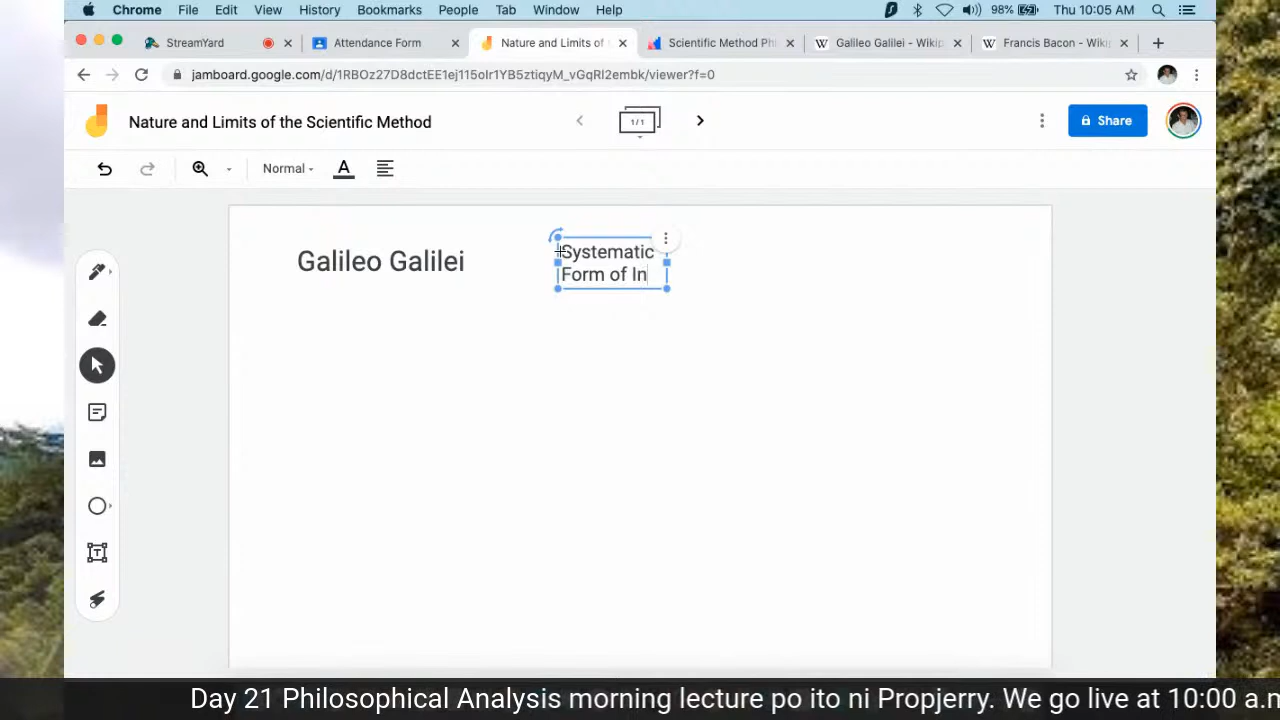 Chrome File Edit View History Bookmarks People Tab Window Help 98% Thu 10:05 AM
StreamYard Attendance Form Nature and Limits of Scientific Method Phi Galileo Galilei - Wikip Francis Bacon - Wiki
jamboard.google.com/d/1RBOz27D8dctEE1ej115oIr1YB5ztiqyM_vGqRl2embk/viewer?f=0
Nature and Limits of the Scientific Method 1/1 Share
Normal A
Galileo Galilei
Systematic
Form of In
Day 21 Philosophical Analysis morning lecture po ito ni Propjerry. We go live at 10:00 a.m